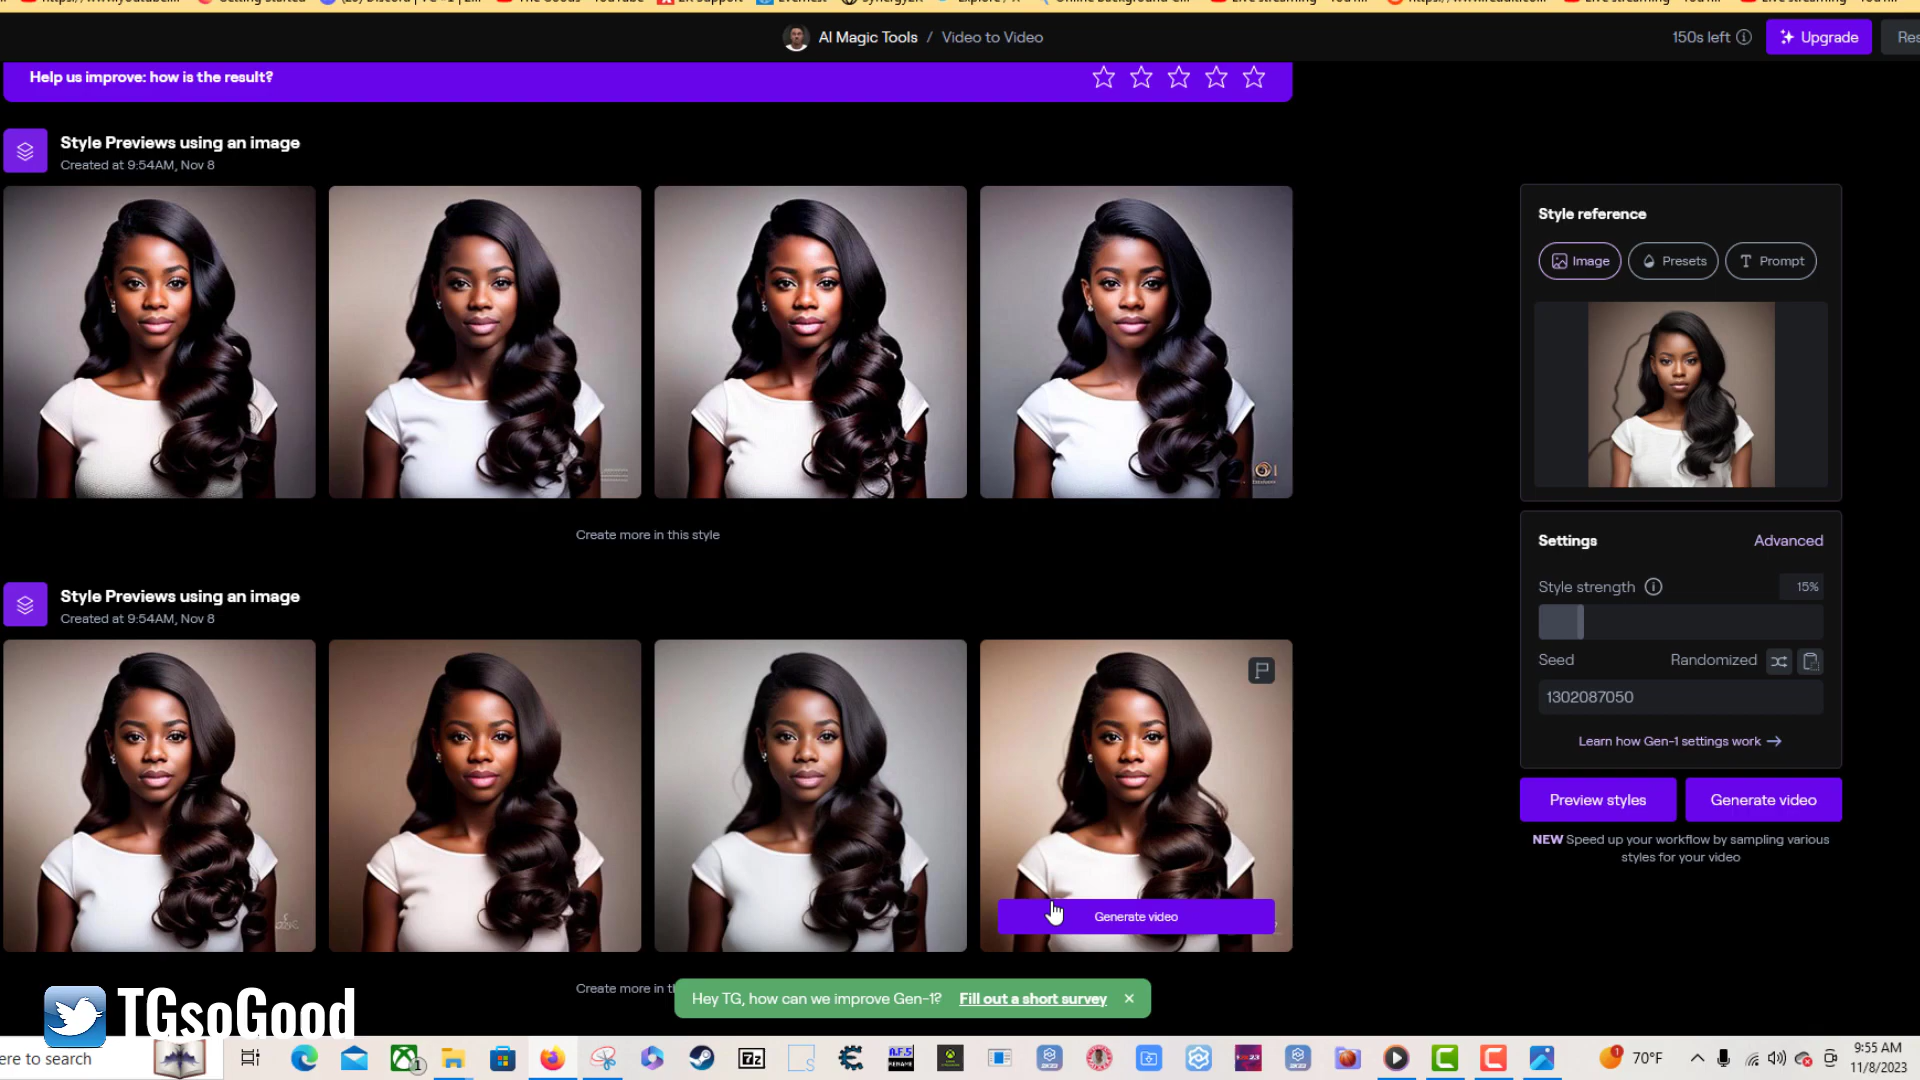 AI Magic Tools / Video to Video
150s left
Upgrade
Help us improve: how is the result?
Style Previews using an image
Created at 9:54AM, Nov 8
Create more in this style
Style Previews using an image
Created at 9:54AM, Nov 8
Generate video
Hey TG, how can we improve Gen-1? Fill out a short survey
Style reference
Image
Presets
Prompt
Settings
Advanced
Style strength
15%
Seed
Randomized
1302087050
Learn how Gen-1 settings work
Preview styles
Generate video
NEW Speed up your workflow by sampling various
styles for your video
TGsoGood
ere to search
70°F
9:55 AM
11/8/2023